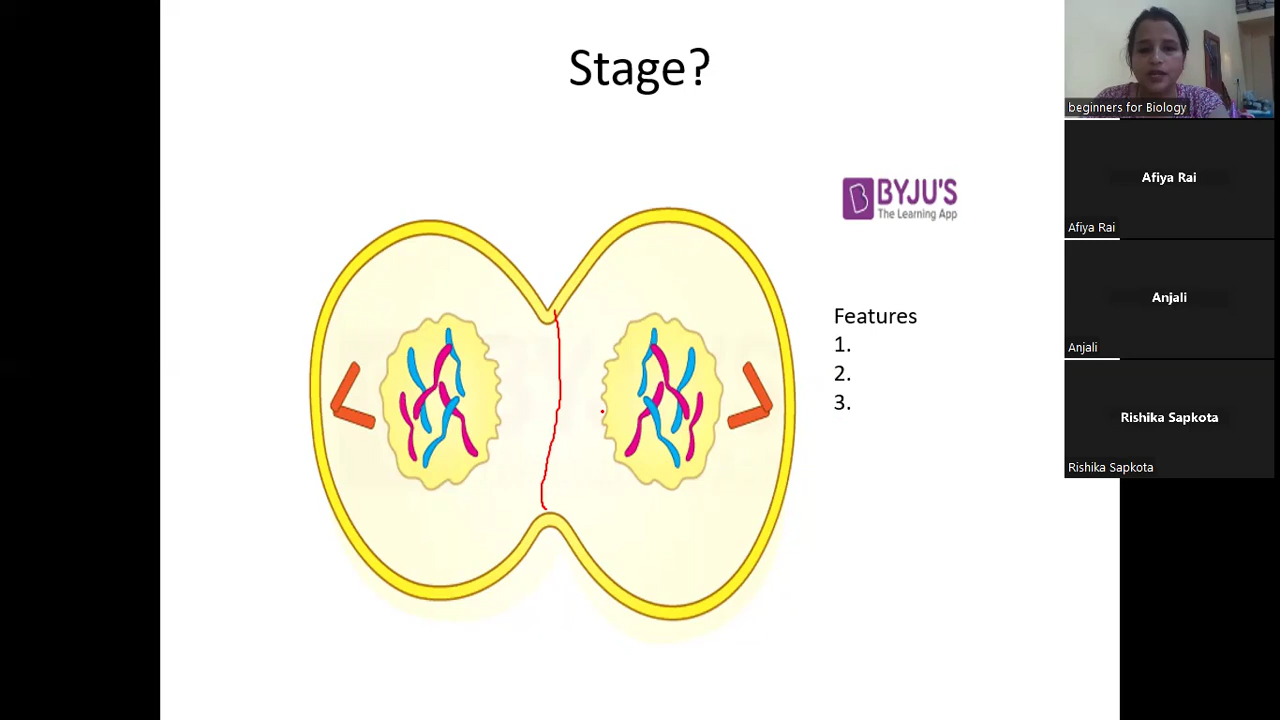 Stage?
BYJU'S
The Learning App
Features
1.
2.
3.
beginners for Biology
Afiya Rai
Afiya Rai
Anjali
Anjali
Rishika Sapkota
Rishika Sapkota